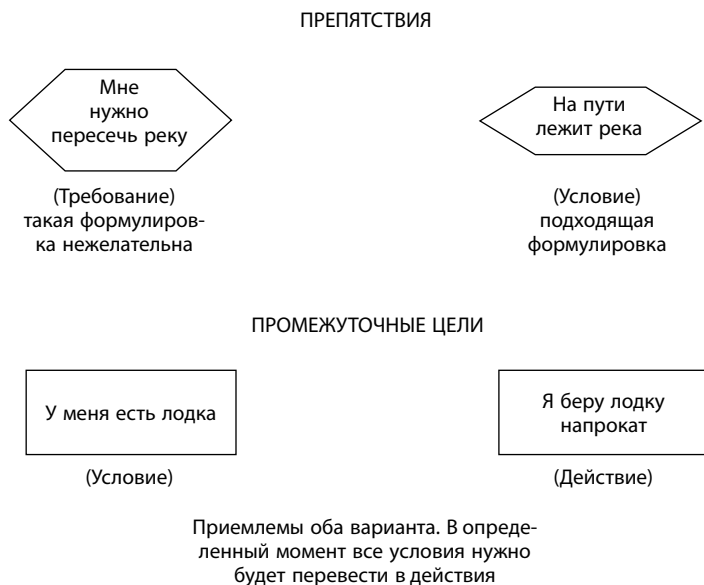 ПРЕПЯТСТВИЯ
Мне
нужно
пересечь реку
На пути
лежит река
(Требование)
такая формулиров-
ка нежелательна
(Условие)
подходящая
формулировка
ПРОМЕЖУТОЧНЫЕ ЦЕЛИ
У меня есть лодка
Я беру лодку
напрокат
(Условие)
(Действие)
Приемлемы оба варианта. В опреде-
ленный момент все условия нужно
будет перевести в действия